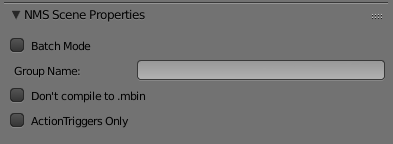 NMS Scene Properties
Batch Mode
Group Name:
Don't compile to .mbin
ActionTriggers Only